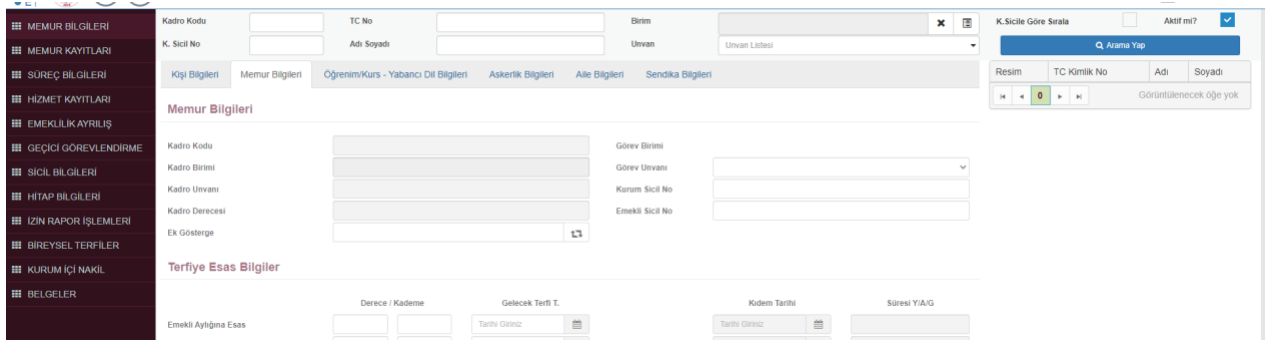 MEMUR BİLGİLERİ
MEMUR KAYITLARI
SÜREÇ BİLGİLERİ
HİZMET KAYITLARI
EMEKLİLİK AYRILIŞ
GEÇİCİ GÖREVLENDİRME
SİCİL BİLGİLERİ
HİTAP BİLGİLERİ
İZİN RAPOR İŞLEMLERİ
BİREYSEL TERFİLER
KURUM İÇİ NAKİL
BELGELER
Kadro Kodu TC No Birim
K. Sicil No Adı Soyadı Unvan Unvan Listesi
Kişi Bilgileri Memur Bilgileri Öğrenim/Kurs - Yabancı Dil Bilgileri Askerlik Bilgileri Aile Bilgileri Sendika Bilgileri
Memur Bilgileri
Kadro Kodu Görev Birimi
Kadro Birimi Görev Unvanı
Kadro Unvanı Kurum Sicil No
Kadro Derecesi Emekli Sicil No
Ek Gösterge
Terfiye Esas Bilgiler
Derece / Kademe Gelecek Terfi T. Kıdem Tarihi Süresi Y/A/G
Emekli Aylığına Esas Tarihi Giriniz Tarihi Giriniz
K.Sicile Göre Sırala Aktif mi?
Arama Yap
Resim TC Kimlik No Adı Soyadı
0 Görüntülenecek öğe yok